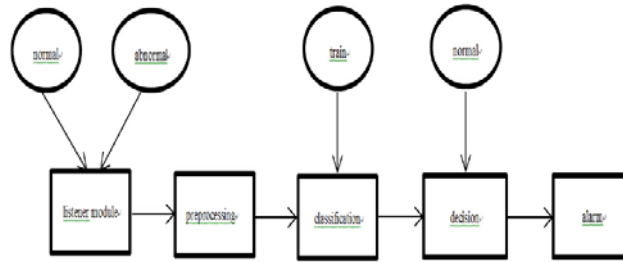 normal
abnormal
train
normal
listener module
preprocessing
classification
decision
alarm